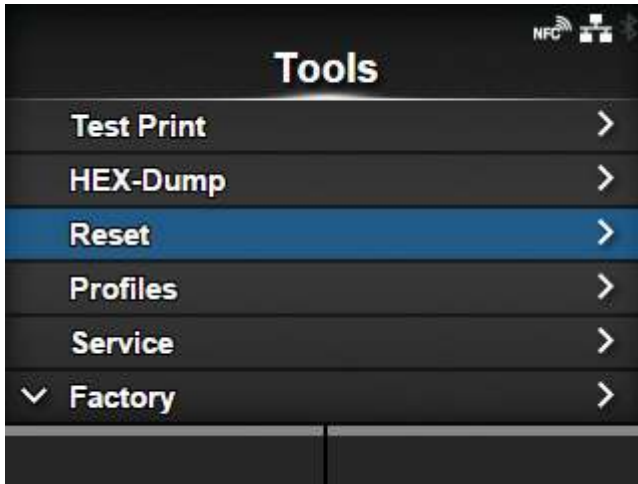 NFC
Tools
Test Print
HEX-Dump
Reset
Profiles
Service
Factory